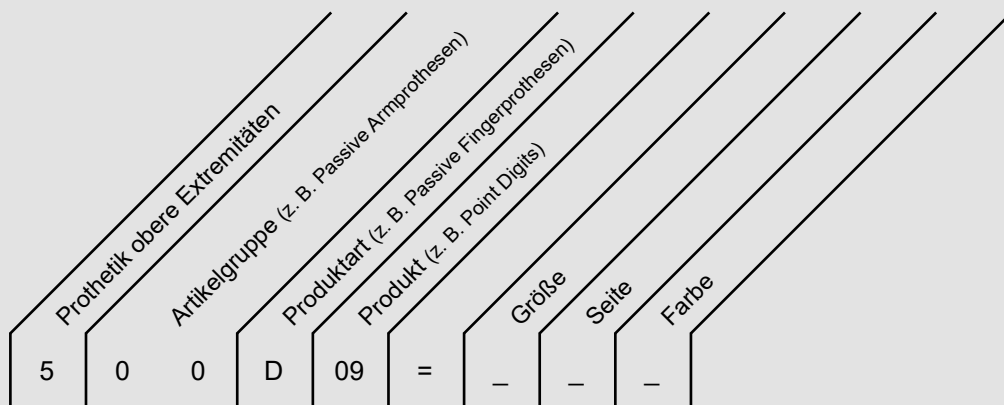 Prothetik obere Extremitäten
Artikelgruppe (z. B. Passive Armprothesen)
Produktart (z. B. Passive Fingerprothesen)
Produkt (z. B. Point Digits)
Größe
Seite
Farbe
5 0 0 D 09 = _ _ _